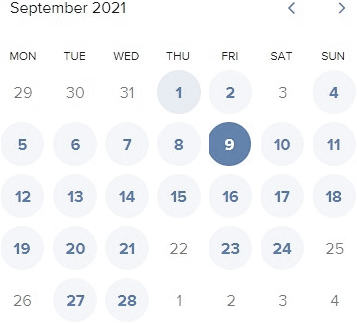 September 2021
MON TUE WED THU FRI SAT SUN
29 30 31 1 2 3 4
5 6 7 8 9 10 11
12 13 14 15 16 17 18
19 20 21 22 23 24 25
26 27 28 1 2 3 4